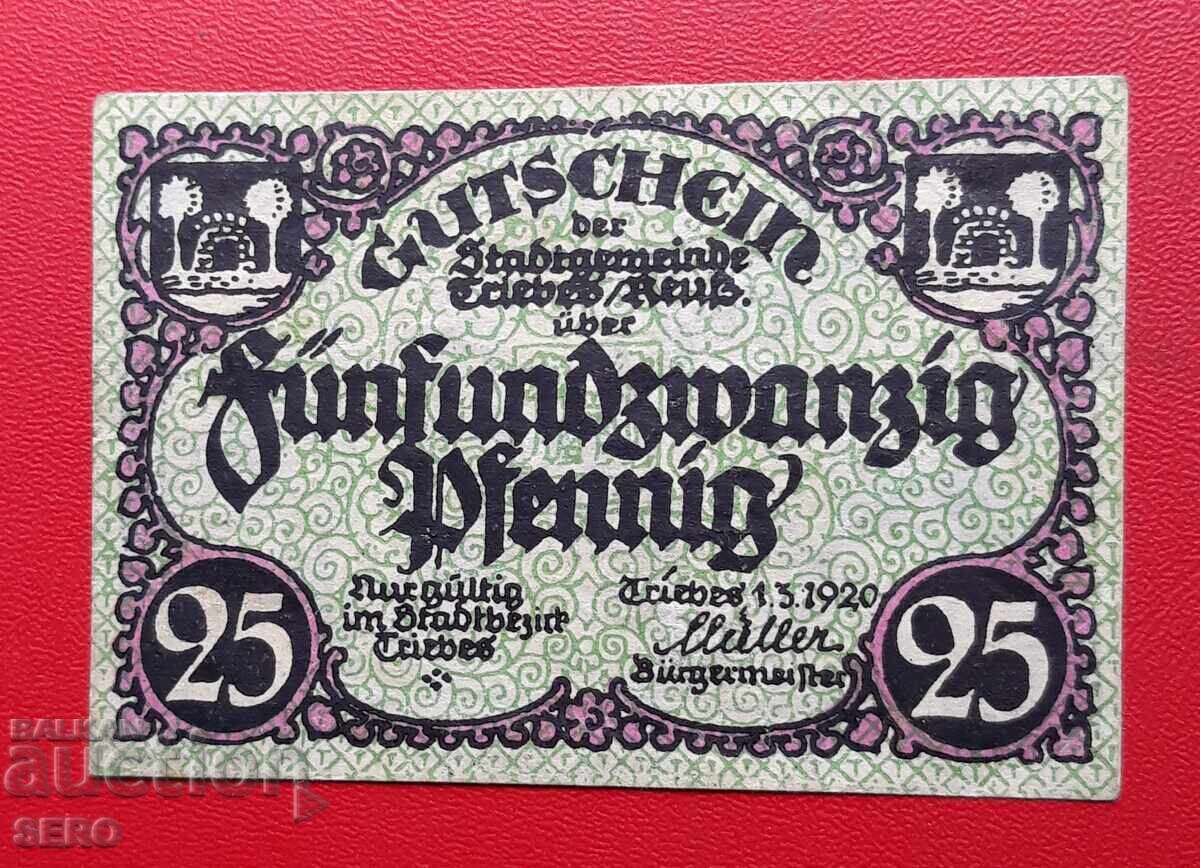 GUTSCHEIN
der
Stadtgemeinde
Triebes/Reuß.
über
Fünfundzwanzig
Pfennig
Nur gültig
im Stadtbezirk
Triebes
Triebes 1.3.1920
Müller
Bürgermeister
25
25
BALKAN
auction
SERO